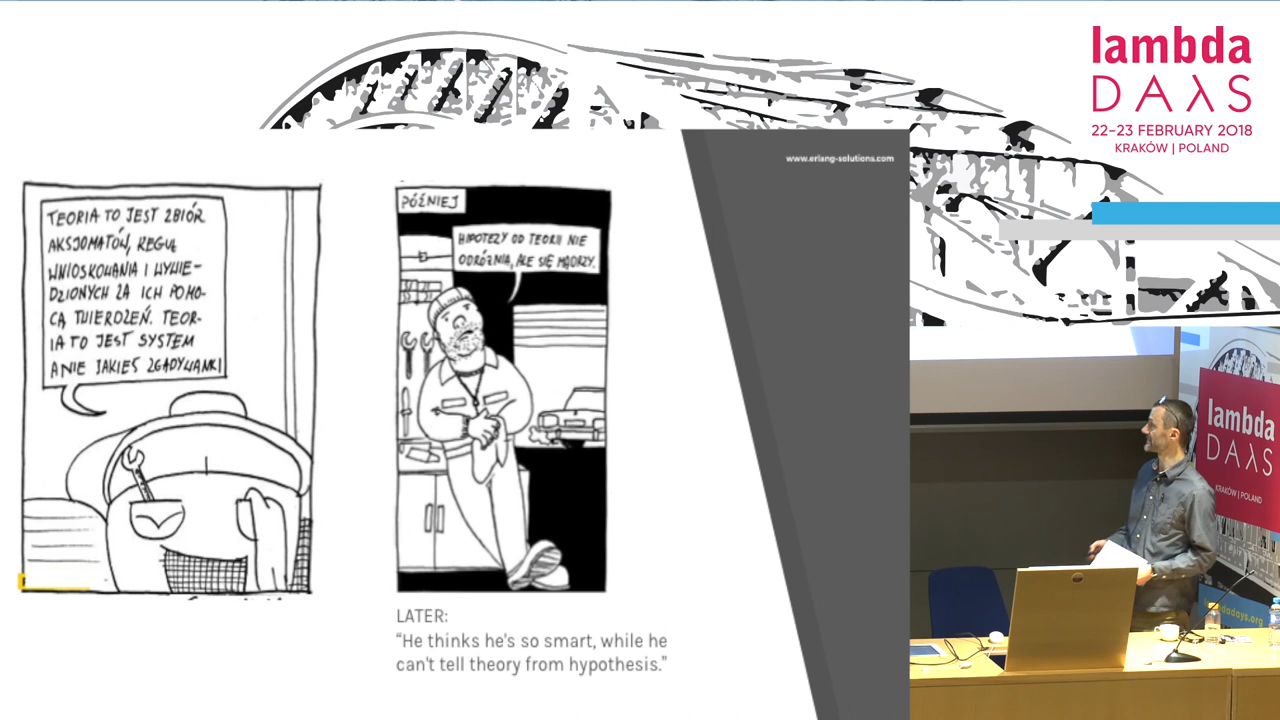 lambda
DAλS
22-23 FEBRUARY 2018
KRAKÓW | POLAND
www.erlang-solutions.com
TEORIA TO JEST ZBIÓR
AKSJOMATÓW, REGUŁ
WNIOSKOWANIA I WYWIE-
DZIONYCH ZA ICH POMO-
CĄ TWIERDZEŃ. TEOR-
IA TO JEST SYSTEM
A NIE JAKIEŚ ZGADYWANKI
PÓŹNIEJ
HIPOTEZY OD TEORII NIE
ODRÓŻNIA, ALE SIĘ MĄDRZY.
LATER:
“He thinks he's so smart, while he
can't tell theory from hypothesis.”
lambda
DAλS
KRAKÓW | POLAND
lambdadays.org